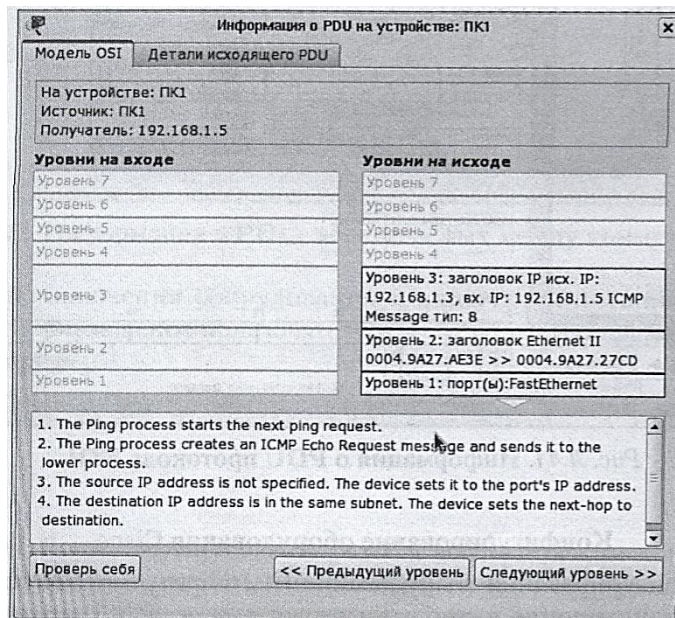 Информация о PDU на устройстве: ПК1
Модель OSI
Детали исходящего PDU
На устройстве: ПК1
Источник: ПК1
Получатель: 192.168.1.5
Уровни на входе
Уровень 7
Уровень 6
Уровень 5
Уровень 4
Уровень 3
Уровень 2
Уровень 1
Уровни на исходе
Уровень 7
Уровень 6
Уровень 5
Уровень 4
Уровень 3: заголовок IP исх. IP:
192.168.1.3, вх. IP: 192.168.1.5 ICMP
Message тип: 8
Уровень 2: заголовок Ethernet II
0004.9A27.AE3E >> 0004.9A27.27CD
Уровень 1: порт(ы):FastEthernet
1. The Ping process starts the next ping request.
2. The Ping process creates an ICMP Echo Request message and sends it to the
lower process.
3. The source IP address is not specified. The device sets it to the port's IP address.
4. The destination IP address is in the same subnet. The device sets the next-hop to
destination.
Проверь себя
<< Предыдущий уровень
Следующий уровень >>